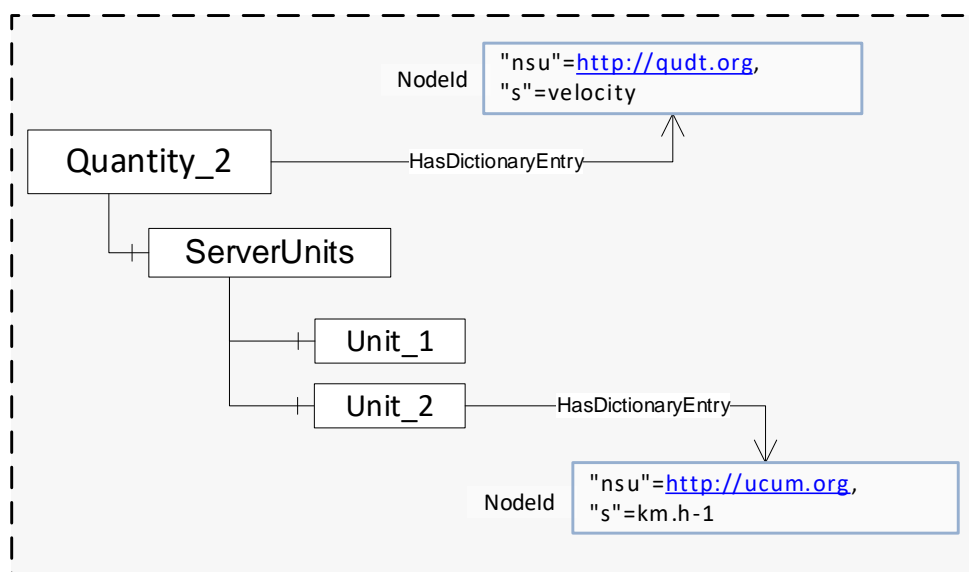 "nsu"=http://qudt.org,
NodeId
"s"=velocity
Quantity_2
HasDictionaryEntry
ServerUnits
Unit_1
Unit_2
HasDictionaryEntry
"nsu"=http://ucum.org,
NodeId
"s"=km.h-1